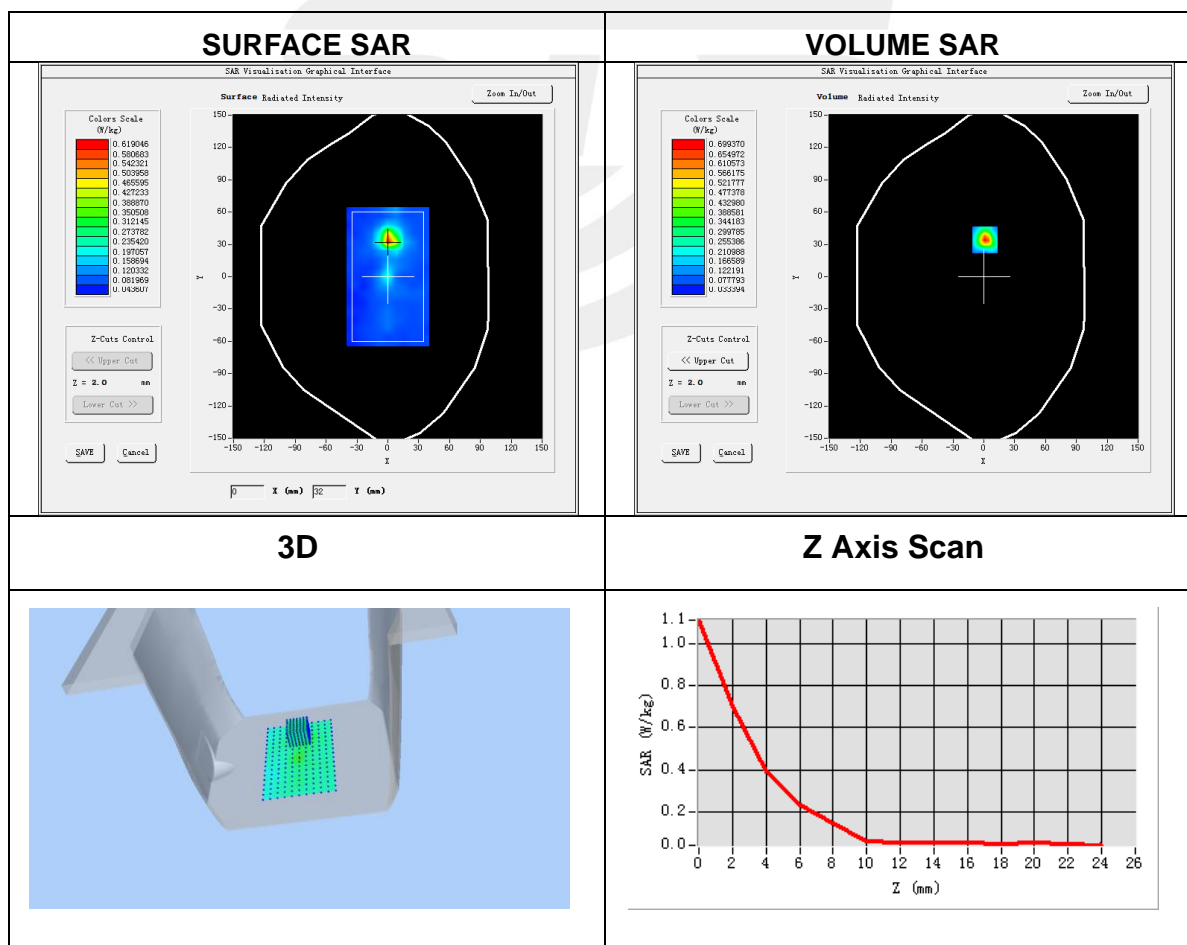 SURFACE SAR
VOLUME SAR
SAR Visualisation Graphical Interface
Surface Radiated Intensity
Zoom In/Out
Colors Scale
(W/kg)
0.619046
0.580683
0.542321
0.503958
0.465595
0.427233
0.388870
0.350508
0.312145
0.273782
0.235420
0.197057
0.158694
0.120332
0.081969
0.043607
Z-Cuts Control
<< Upper Cut
Z = 2.0 mm
Lower Cut >>
SAVE Cancel
150
120
90
60
30
0
-30
-60
-90
-120
-150
Y
-150 -120 -90 -60 -30 0 30 60 90 120 150
X
0 X (mm) 32 Y (mm)
SAR Visualisation Graphical Interface
Volume Radiated Intensity
Zoom In/Out
Colors Scale
(W/kg)
0.699370
0.654972
0.610573
0.566175
0.521777
0.477378
0.432980
0.388581
0.344183
0.299785
0.255386
0.210988
0.166589
0.122191
0.077793
0.033394
Z-Cuts Control
<< Upper Cut
Z = 2.0 mm
Lower Cut >>
SAVE Cancel
150
120
90
60
30
0
-30
-60
-90
-120
-150
Y
-150 -120 -90 -60 -30 0 30 60 90 120 150
X
3D
Z Axis Scan
1.1
1.0
0.8
0.6
0.4
0.2
0.0
SAR (W/kg)
0 2 4 6 8 10 12 14 16 18 20 22 24 26
Z (mm)